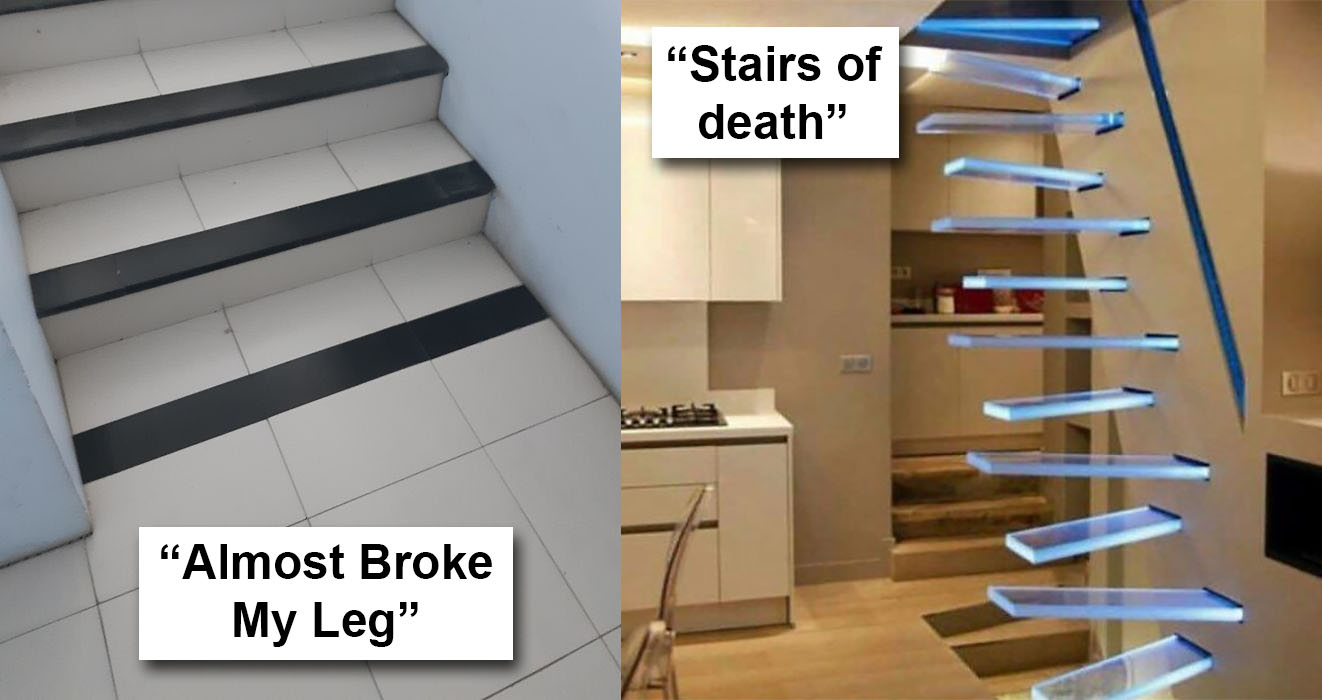 “Almost Broke
My Leg”
“Stairs of
death”